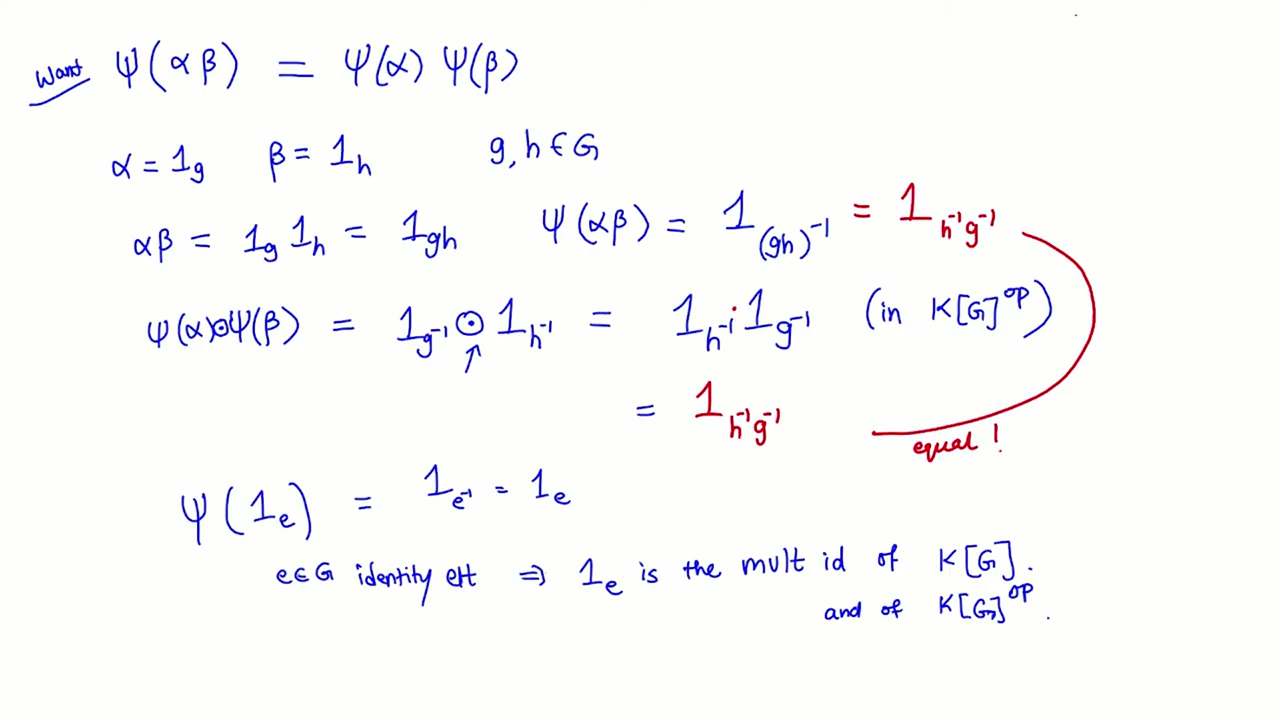 Want Ψ(αβ) = Ψ(α) Ψ(β)
α = 1_g β = 1_h g, h ∈ G
αβ = 1_g 1_h = 1_gh Ψ(αβ) = 1_(gh)⁻¹ = 1_h⁻¹g⁻¹
Ψ(α)⊙Ψ(β) = 1_g⁻¹ ⊙ 1_h⁻¹ = 1_h⁻¹ · 1_g⁻¹ (in K[G]^op)
↑
= 1_h⁻¹g⁻¹
equal !
Ψ(1_e) = 1_e⁻¹ = 1_e
e∈G identity elt ⇒ 1_e is the mult id of K[G].
and of K[G]^op.